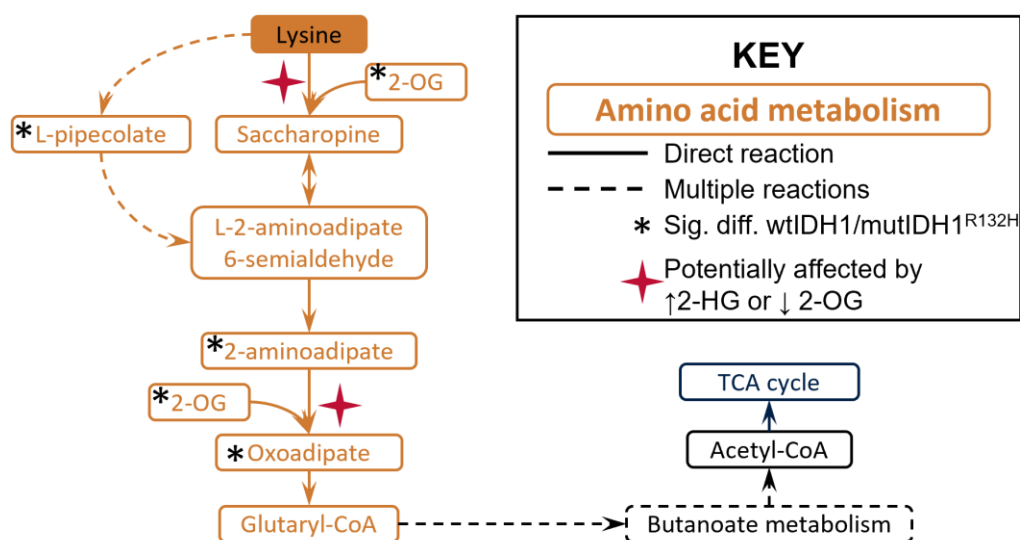 Lysine
*2-OG
*L-pipecolate
Saccharopine
L-2-aminoadipate
6-semialdehyde
*2-aminoadipate
*2-OG
*Oxoadipate
Glutaryl-CoA
Butanoate metabolism
Acetyl-CoA
TCA cycle
KEY
Amino acid metabolism
Direct reaction
Multiple reactions
* Sig. diff. wtIDH1/mutIDH1^R132H
Potentially affected by
↑2-HG or ↓ 2-OG